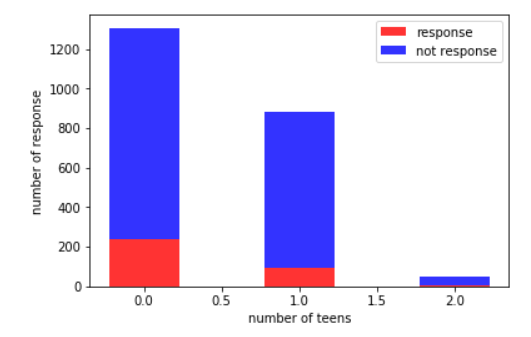 response
not response
number of response
1200
1000
800
600
400
200
0
0.0 0.5 1.0 1.5 2.0
number of teens